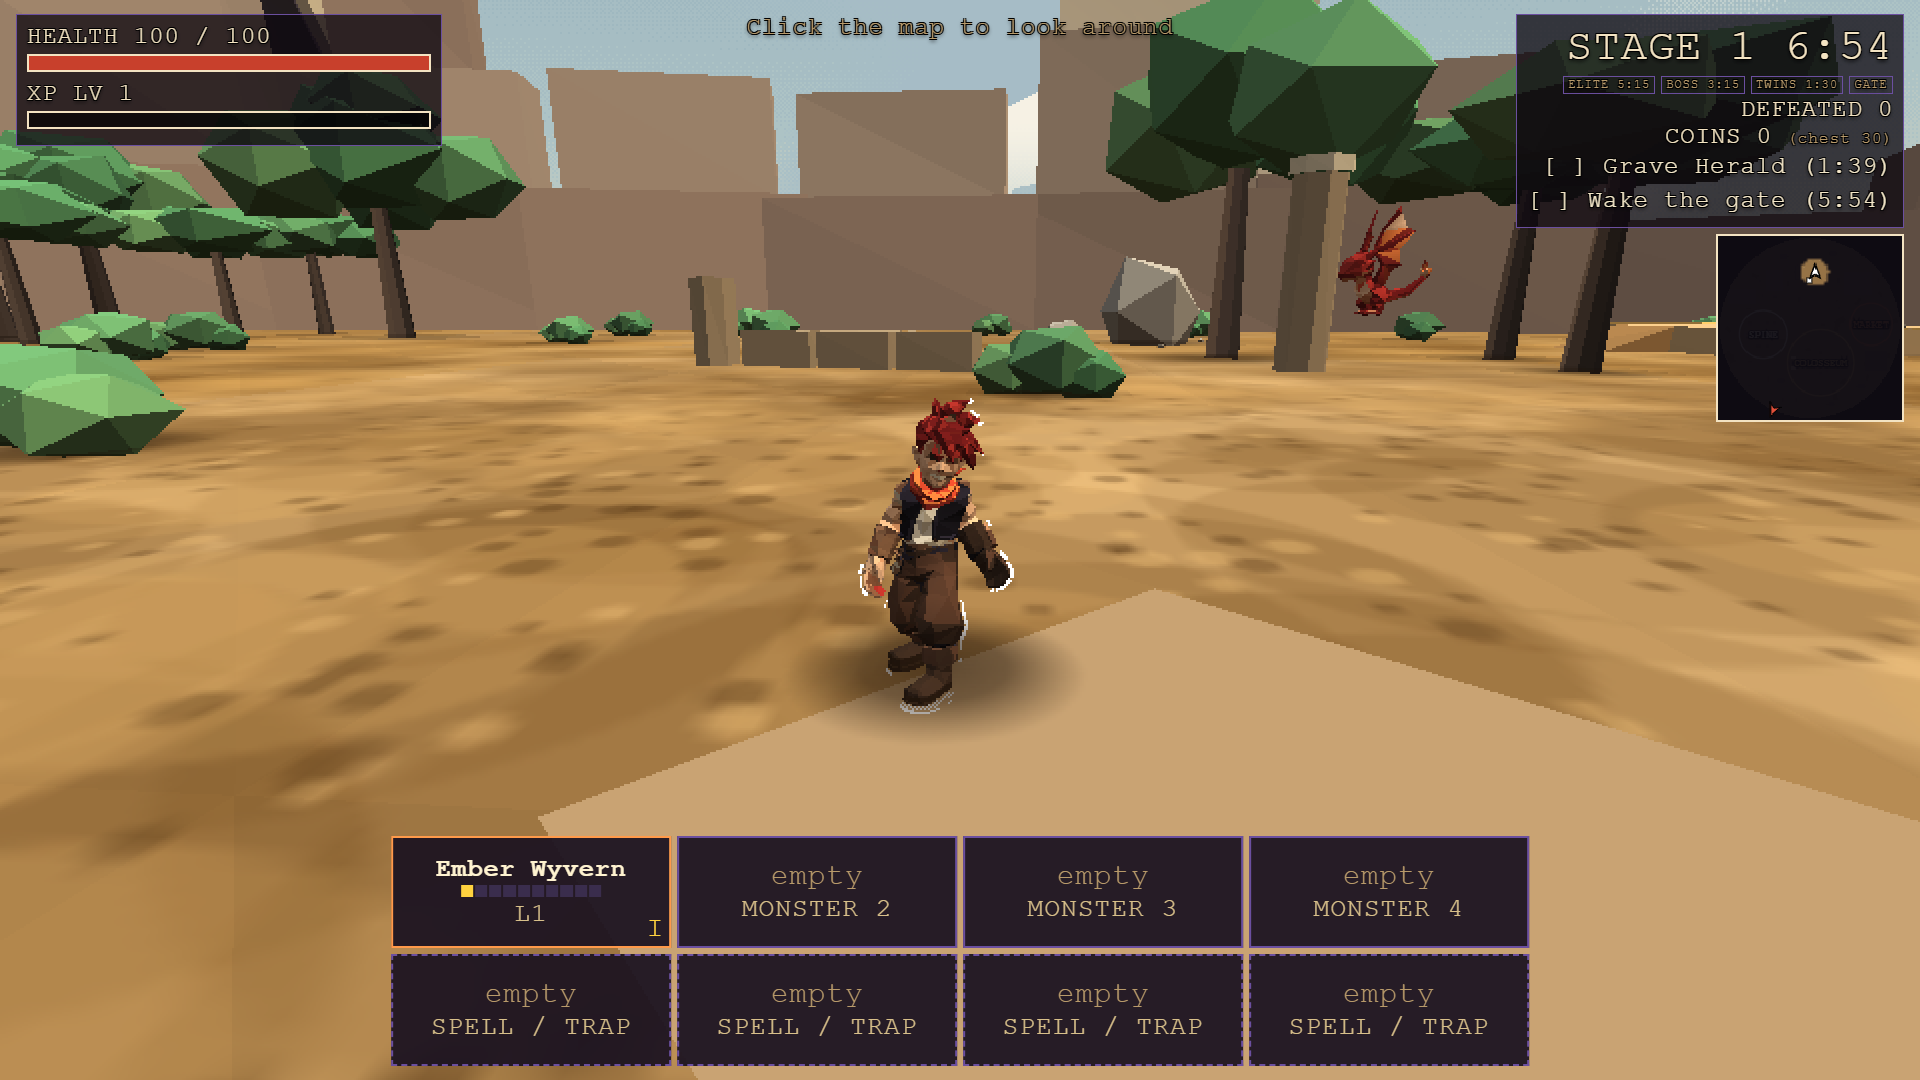 HEALTH 100 / 100
XP LV 1
Click the map to look around
STAGE 1 6:54
ELITE 5:15 BOSS 3:15 TWINS 1:30 GATE
DEFEATED 0
COINS 0 (chest 30)
[ ] Grave Herald (1:39)
[ ] Wake the gate (5:54)
Ember Wyvern
L1
I
empty
MONSTER 2
empty
MONSTER 3
empty
MONSTER 4
empty
SPELL / TRAP
empty
SPELL / TRAP
empty
SPELL / TRAP
empty
SPELL / TRAP